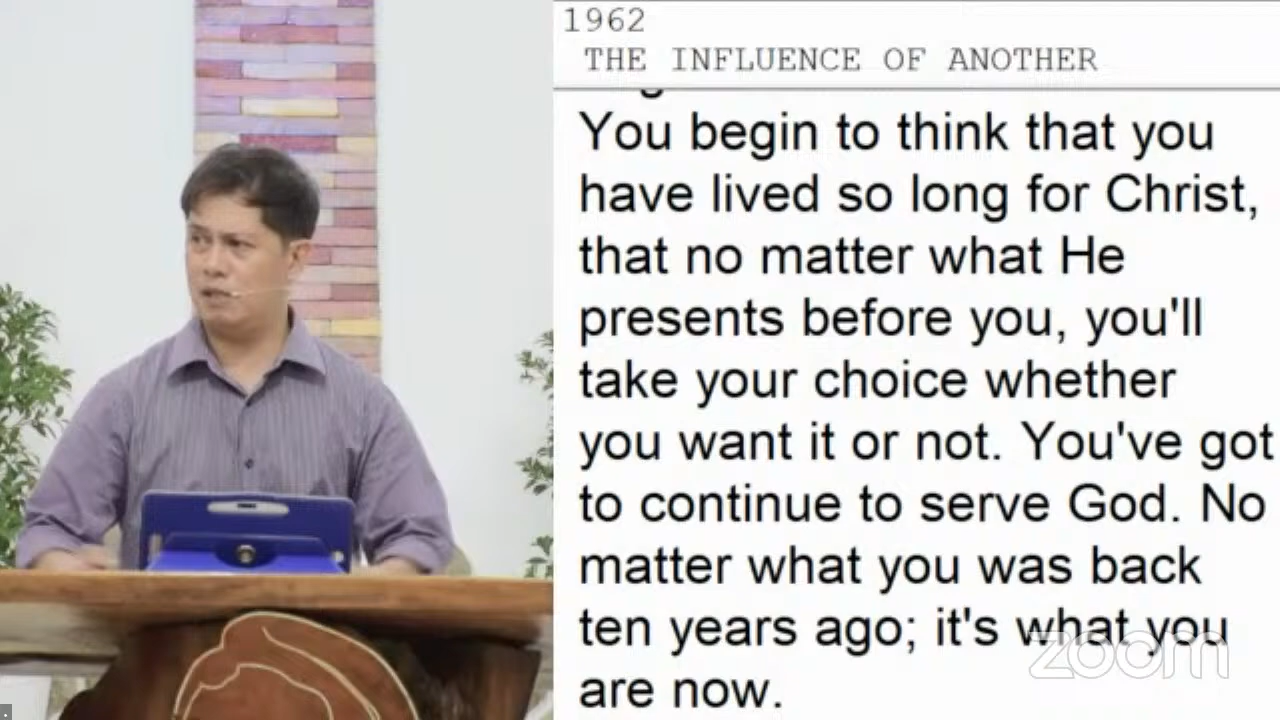 1962
THE INFLUENCE OF ANOTHER
You begin to think that you
have lived so long for Christ,
that no matter what He
presents before you, you'll
take your choice whether
you want it or not. You've got
to continue to serve God. No
matter what you was back
ten years ago; it's what you
are now.
zoom